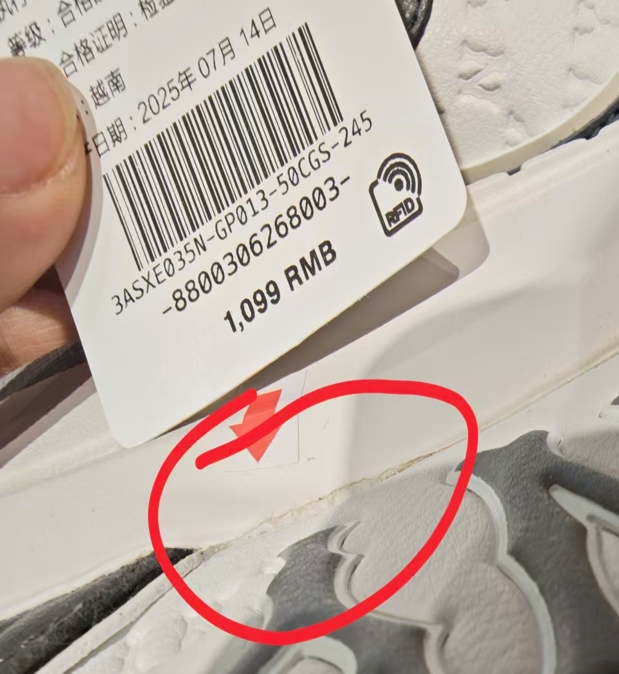 等级：合格
合格证明：检
：越南
日期：2025年 07月 14日
3ASXE035N-GP013-50CGS-245
-8800306268003-
RFID
1,099 RMB